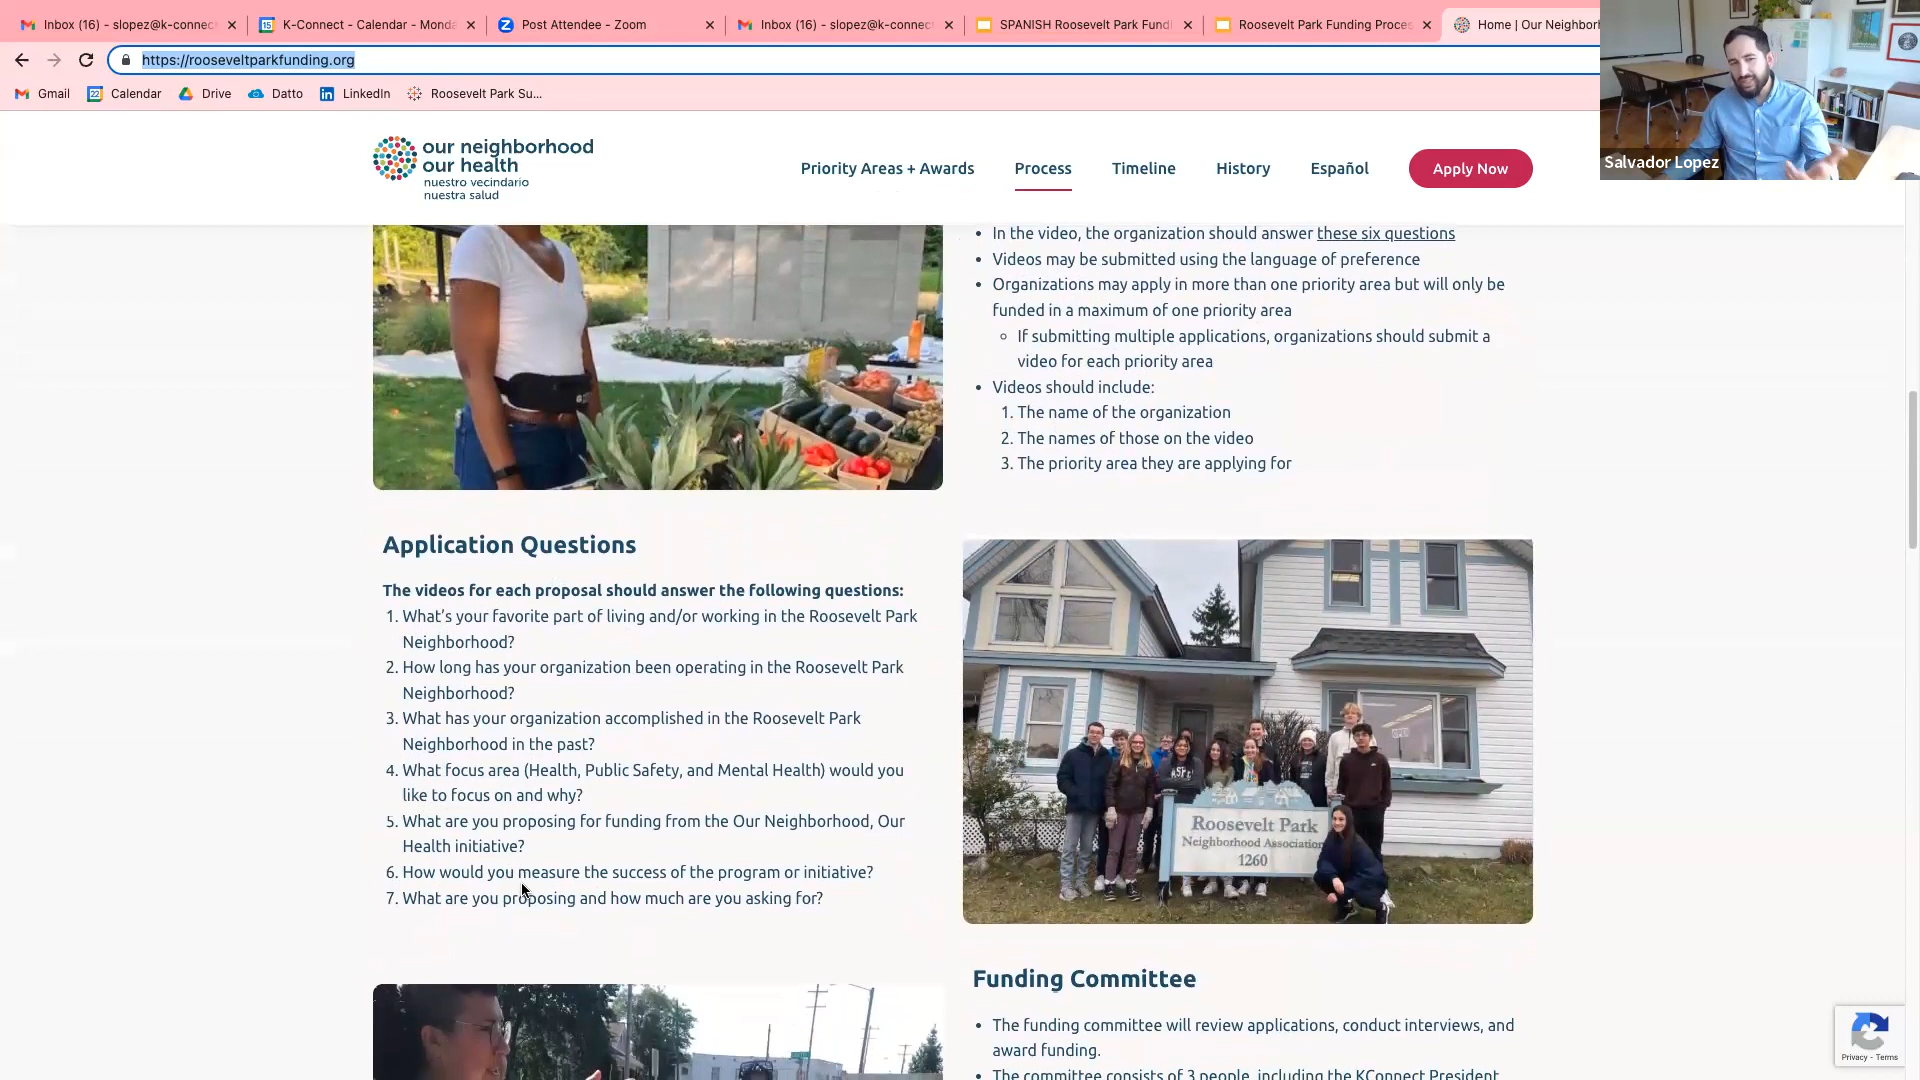 Inbox (16) - slopez@k-connec
K-Connect - Calendar - Monda
Post Attendee - Zoom
Inbox (16) - slopez@k-connec
SPANISH Roosevelt Park Fund
Roosevelt Park Funding Proces
Home | Our Neighborh
https://rooseveltparkfunding.org
Gmail
Calendar
Drive
Datto
LinkedIn
Roosevelt Park Su...
Salvador Lopez
our neighborhood
our health
nuestro vecindario
nuestra salud
Priority Areas + Awards
Process
Timeline
History
Español
Apply Now
• In the video, the organization should answer these six questions
• Videos may be submitted using the language of preference
• Organizations may apply in more than one priority area but will only be
funded in a maximum of one priority area
◦ If submitting multiple applications, organizations should submit a
video for each priority area
• Videos should include:
1. The name of the organization
2. The names of those on the video
3. The priority area they are applying for
Application Questions
The videos for each proposal should answer the following questions:
1. What's your favorite part of living and/or working in the Roosevelt Park
Neighborhood?
2. How long has your organization been operating in the Roosevelt Park
Neighborhood?
3. What has your organization accomplished in the Roosevelt Park
Neighborhood in the past?
4. What focus area (Health, Public Safety, and Mental Health) would you
like to focus on and why?
5. What are you proposing for funding from the Our Neighborhood, Our
Health initiative?
6. How would you measure the success of the program or initiative?
7. What are you proposing and how much are you asking for?
Roosevelt Park
Neighborhood Association
1260
Funding Committee
• The funding committee will review applications, conduct interviews, and
award funding.
• The committee consists of 3 people, including the KConnect President
Privacy - Terms